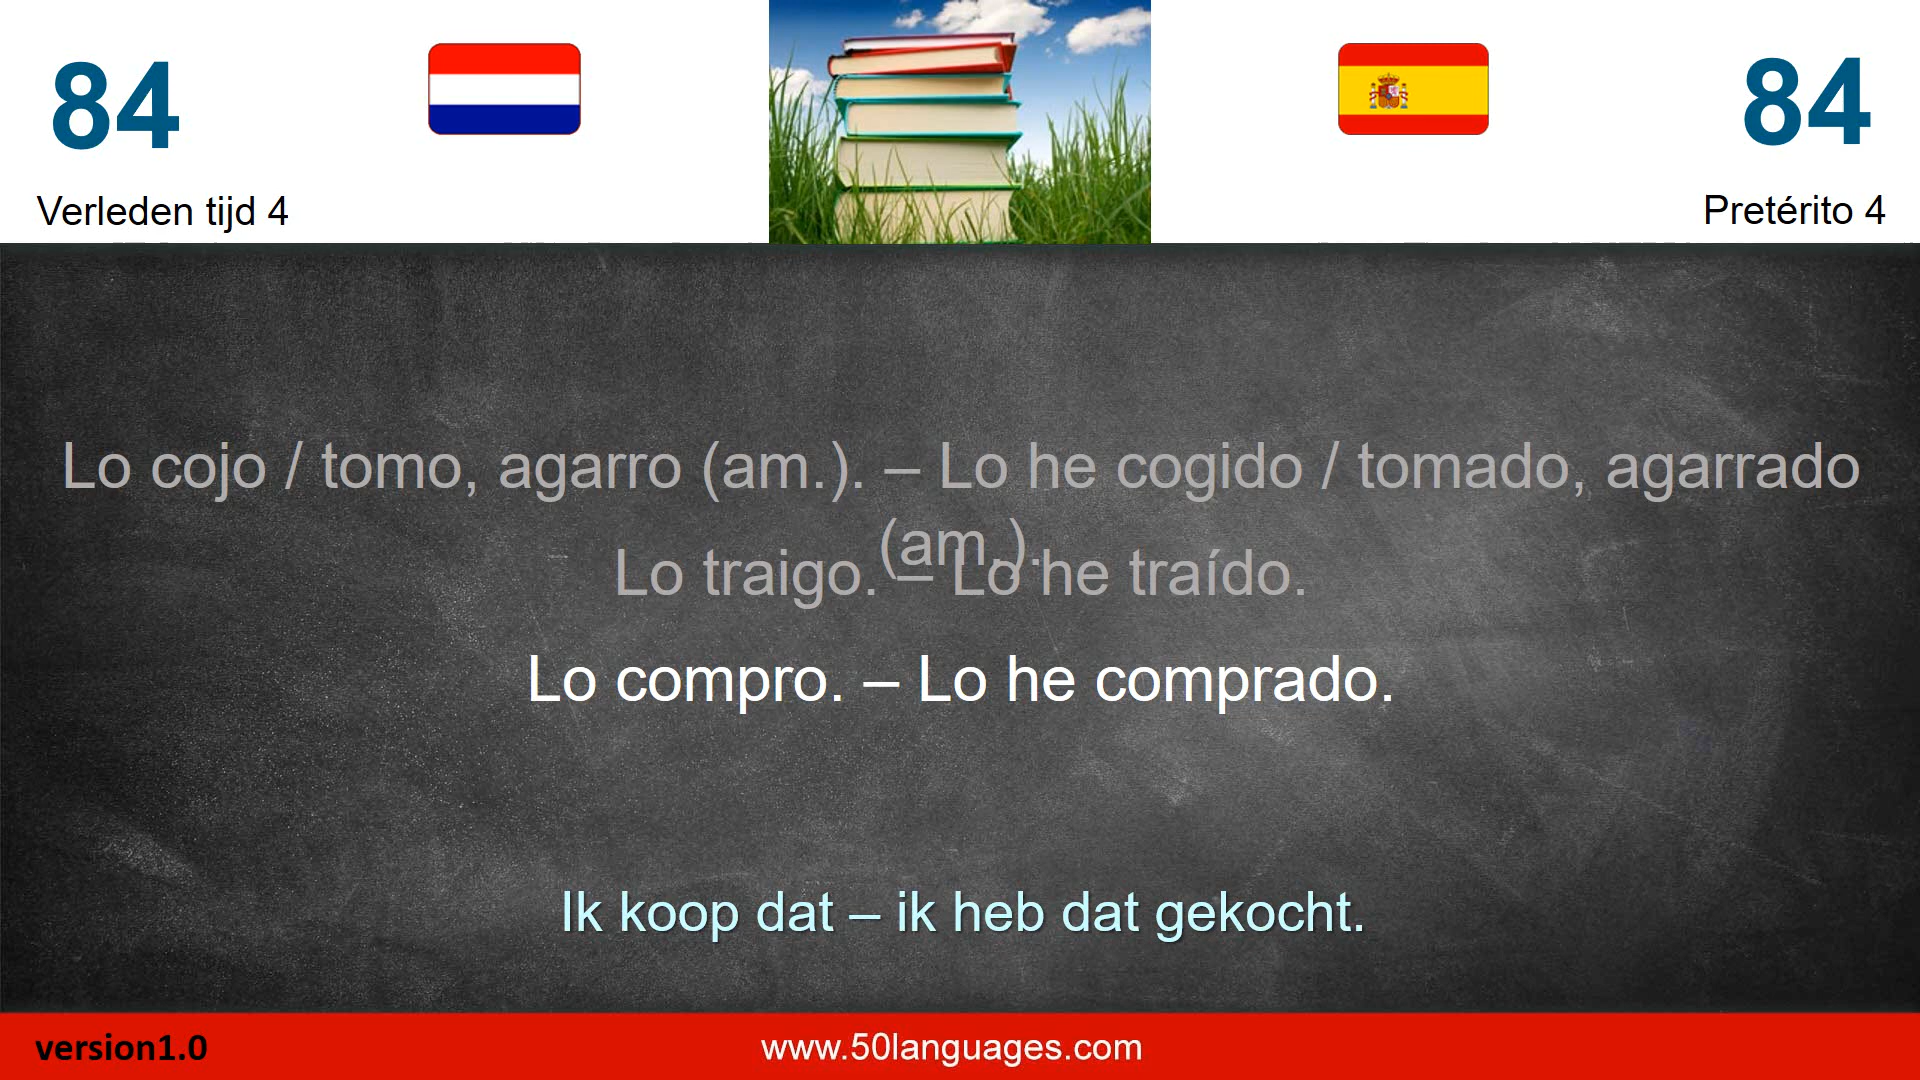 84
84
Verleden tijd 4
Pretérito 4
Lo cojo / tomo, agarro (am.). – Lo he cogido / tomado, agarrado
(am.).
Lo traigo. – Lo he traído.
Lo compro. – Lo he comprado.
Ik koop dat – ik heb dat gekocht.
version1.0
www.50languages.com